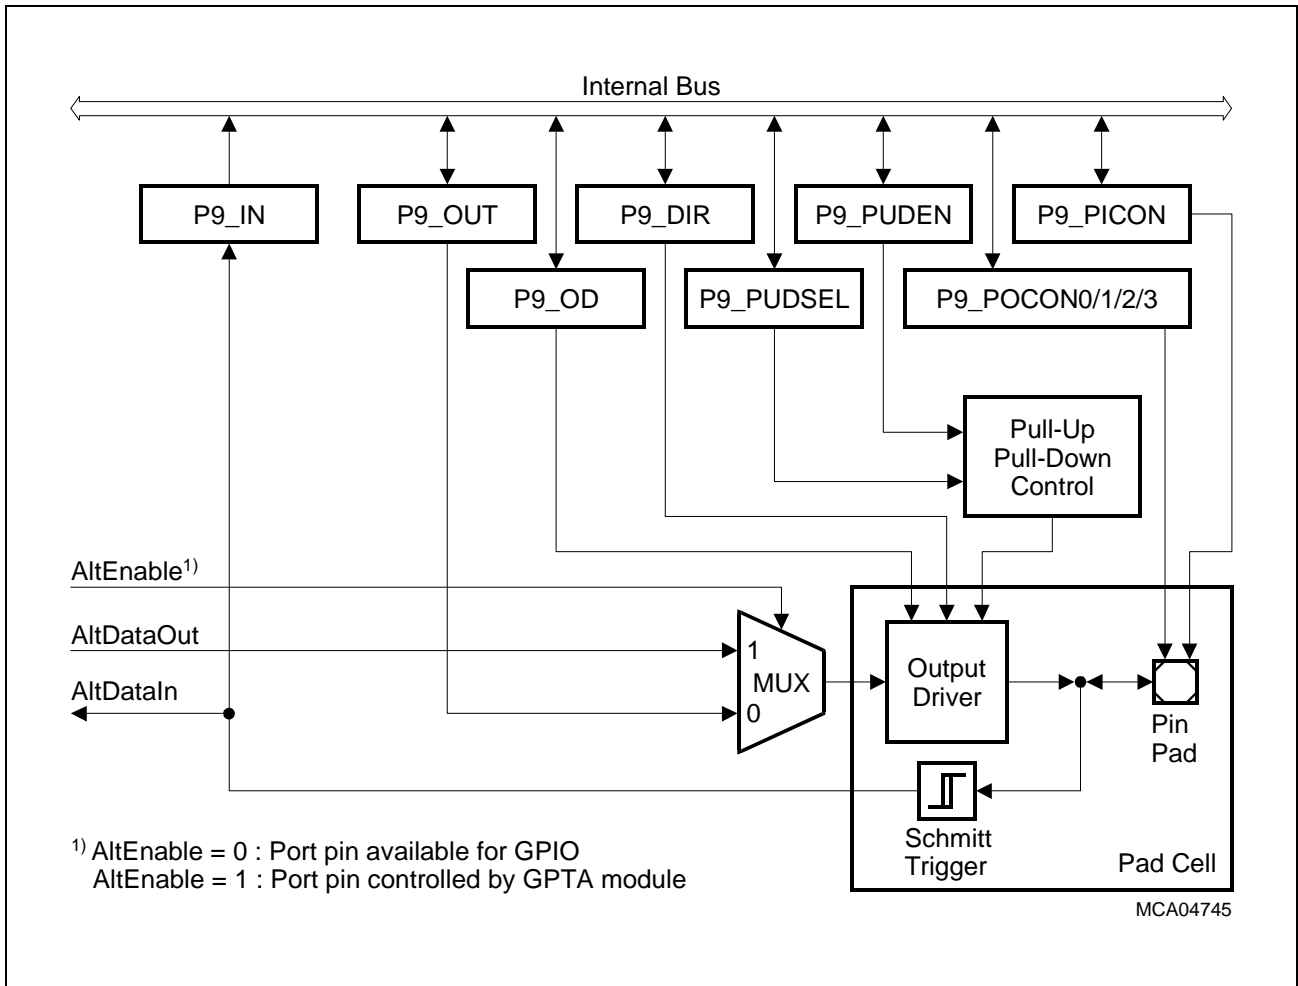 Internal Bus
P9_IN
P9_OUT
P9_DIR
P9_PUDEN
P9_PICON
P9_OD
P9_PUDSEL
P9_POCON0/1/2/3
Pull-Up
Pull-Down
Control
AltEnable1)
AltDataOut
AltDataIn
1
MUX
0
Output
Driver
Pin
Pad
Schmitt
Trigger
Pad Cell
1) AltEnable = 0 : Port pin available for GPIO
AltEnable = 1 : Port pin controlled by GPTA module
MCA04745